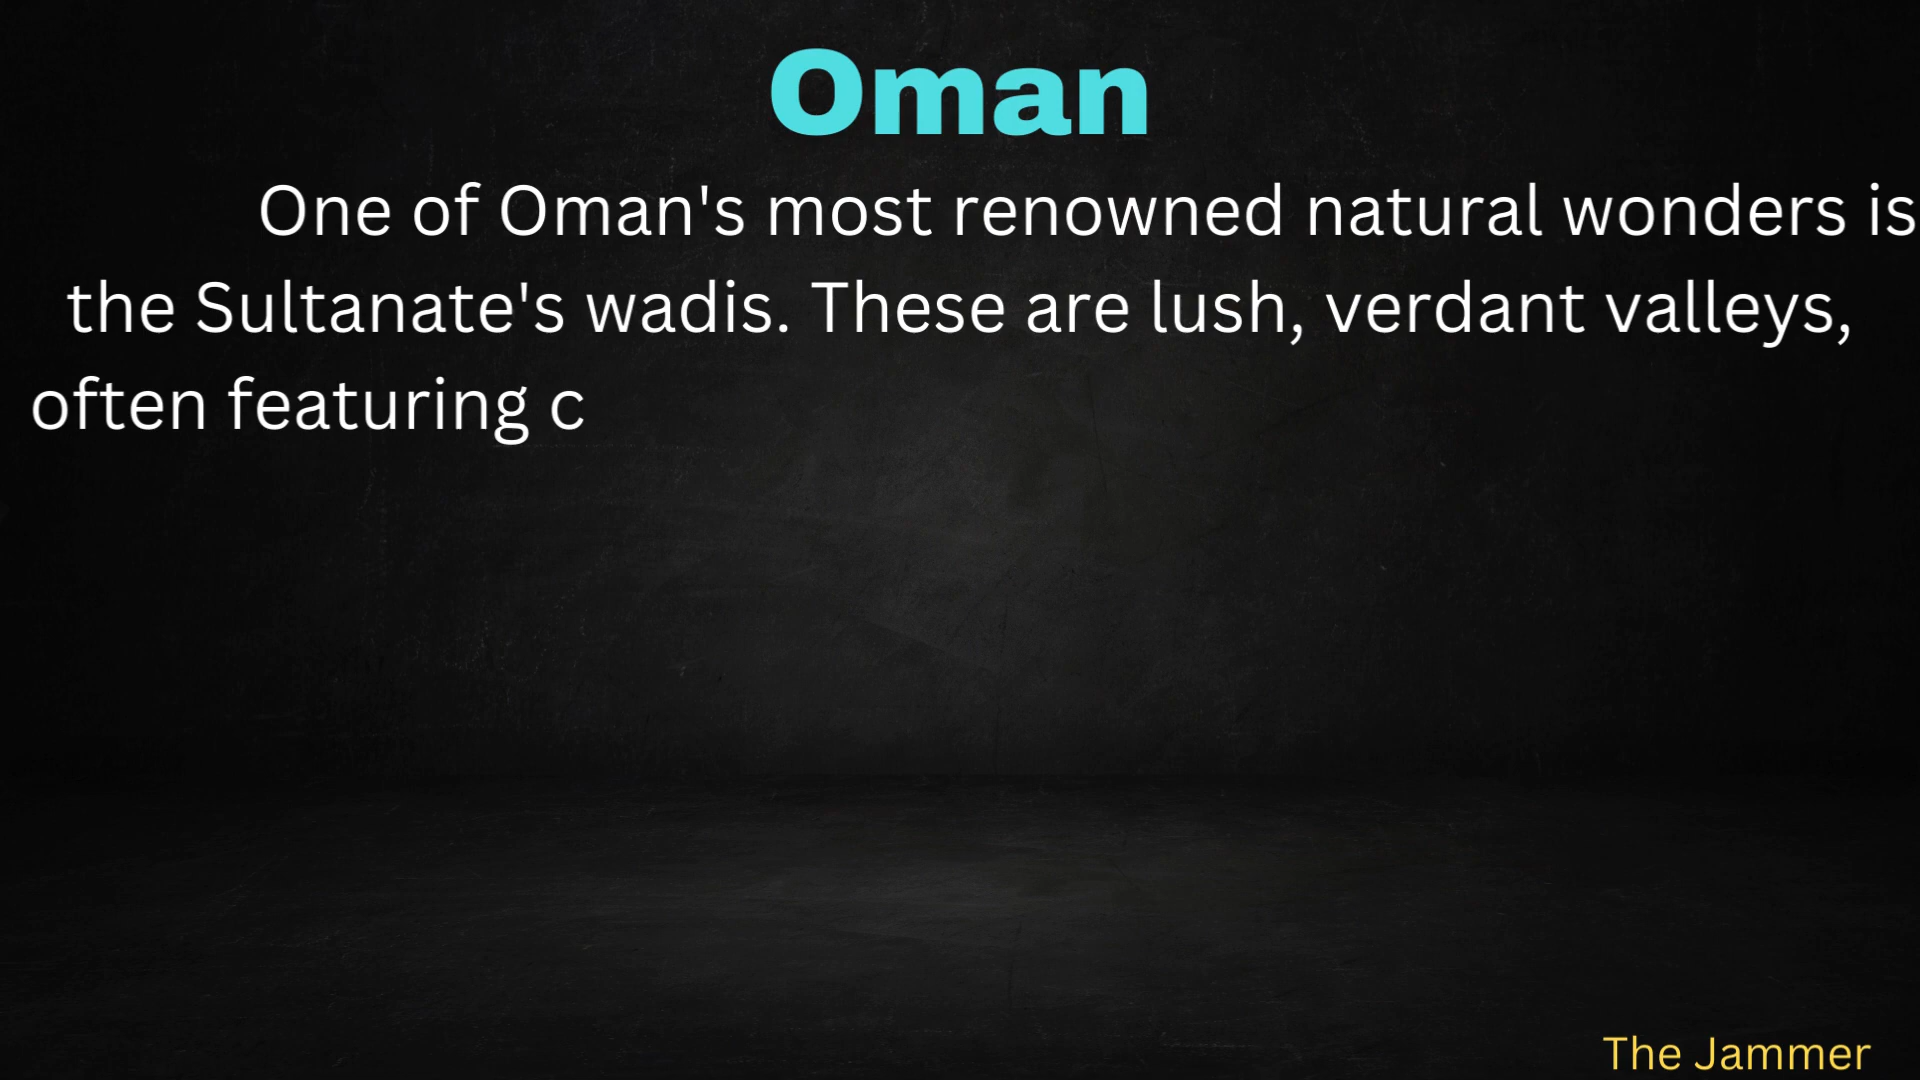 Oman
One of Oman's most renowned natural wonders is
the Sultanate's wadis. These are lush, verdant valleys,
often featuring c
The Jammer